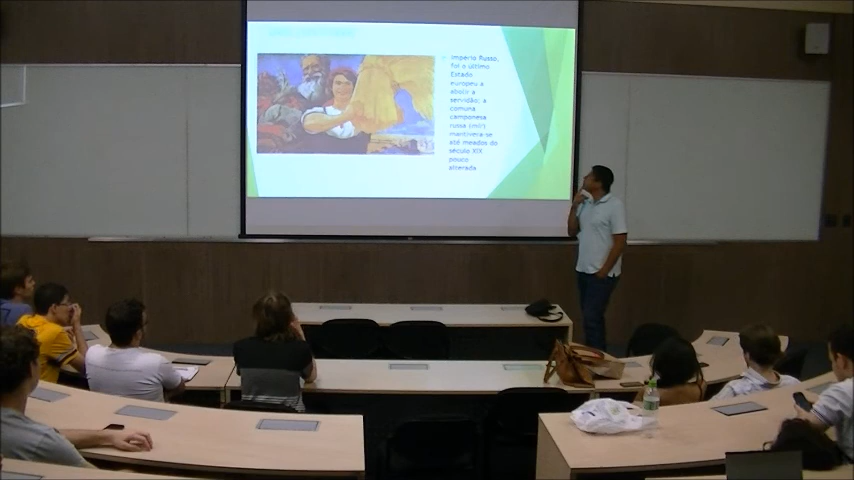 Império Russo,
foi o último
Estado
europeu a
abolir a
servidão; a
comuna
camponesa
russa (mir)
mantivera-se
até meados do
século XIX
pouco
alterada